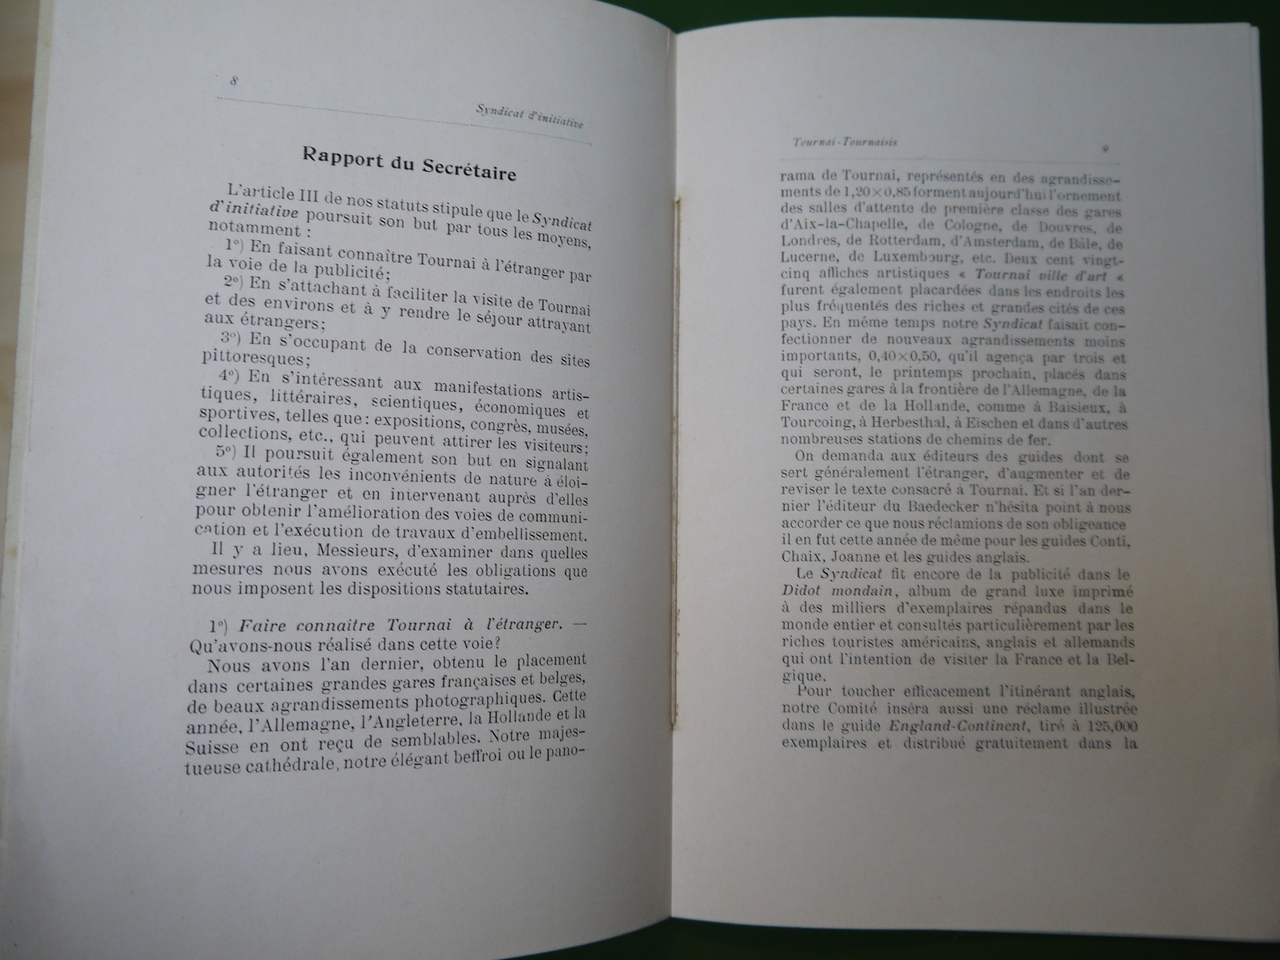 8
Syndicat d'initiative
Rapport du Secrétaire
L'article III de nos statuts stipule que le Syndicat
d'initiative poursuit son but par tous les moyens,
notamment :
1º) En faisant connaître Tournai à l'étranger par
la voie de la publicité;
2º) En s'attachant à faciliter la visite de Tournai
et des environs et à y rendre le séjour attrayant
aux étrangers;
3º) En s'occupant de la conservation des sites
pittoresques;
4º) En s'intéressant aux manifestations artis-
tiques, littéraires, scientiques, économiques et
sportives, telles que: expositions, congrès, musées,
collections, etc., qui peuvent attirer les visiteurs;
5º) Il poursuit également son but en signalant
aux autorités les inconvénients de nature à éloi-
gner l'étranger et en intervenant auprès d'elles
pour obtenir l'amélioration des voies de communi-
cation et l'exécution de travaux d'embellissement.
Il y a lieu, Messieurs, d'examiner dans quelles
mesures nous avons exécuté les obligations que
nous imposent les dispositions statutaires.
1º) Faire connaître Tournai à l'étranger. —
Qu'avons-nous réalisé dans cette voie?
Nous avons l'an dernier, obtenu le placement
dans certaines grandes gares françaises et belges,
de beaux agrandissements photographiques. Cette
année, l'Allemagne, l'Angleterre, la Hollande et la
Suisse en ont reçu de semblables. Notre majes-
tueuse cathédrale, notre élégant beffroi ou le pano-
Tournai-Tournaisis
9
rama de Tournai, représentés en des agrandisse-
ments de 1,20×0,85 forment aujourd'hui l'ornement
des salles d'attente de première classe des gares
d'Aix-la-Chapelle, de Cologne, de Douvres, de
Londres, de Rotterdam, d'Amsterdam, de Bâle, de
Lucerne, de Luxembourg, etc. Deux cent vingt-
cinq affiches artistiques « Tournai ville d'art «
furent également placardées dans les endroits les
plus fréquentés des riches et grandes cités de ces
pays. En même temps notre Syndicat faisait con-
fectionner de nouveaux agrandissements moins
importants, 0,40×0,50, qu'il agença par trois et
qui seront, le printemps prochain, placés dans
certaines gares à la frontière de l'Allemagne, de la
France et de la Hollande, comme à Baisieux, à
Tourcoing, à Herbesthal, à Eischen et dans d'autres
nombreuses stations de chemins de fer.
On demanda aux éditeurs des guides dont se
sert généralement l'étranger, d'augmenter et de
reviser le texte consacré à Tournai. Et si l'an der-
nier l'éditeur du Baedecker n'hésita point à nous
accorder ce que nous réclamions de son obligeance
il en fut cette année de même pour les guides Conti,
Chaix, Joanne et les guides anglais.
Le Syndicat fit encore de la publicité dans le
Didot mondain, album de grand luxe imprimé
à des milliers d'exemplaires répandus dans le
monde entier et consultés particulièrement par les
riches touristes américains, anglais et allemands
qui ont l'intention de visiter la France et la Bel-
gique.
Pour toucher efficacement l'itinérant anglais,
notre Comité inséra aussi une réclame illustrée
dans le guide England-Continent, tiré à 125,000
exemplaires et distribué gratuitement dans la